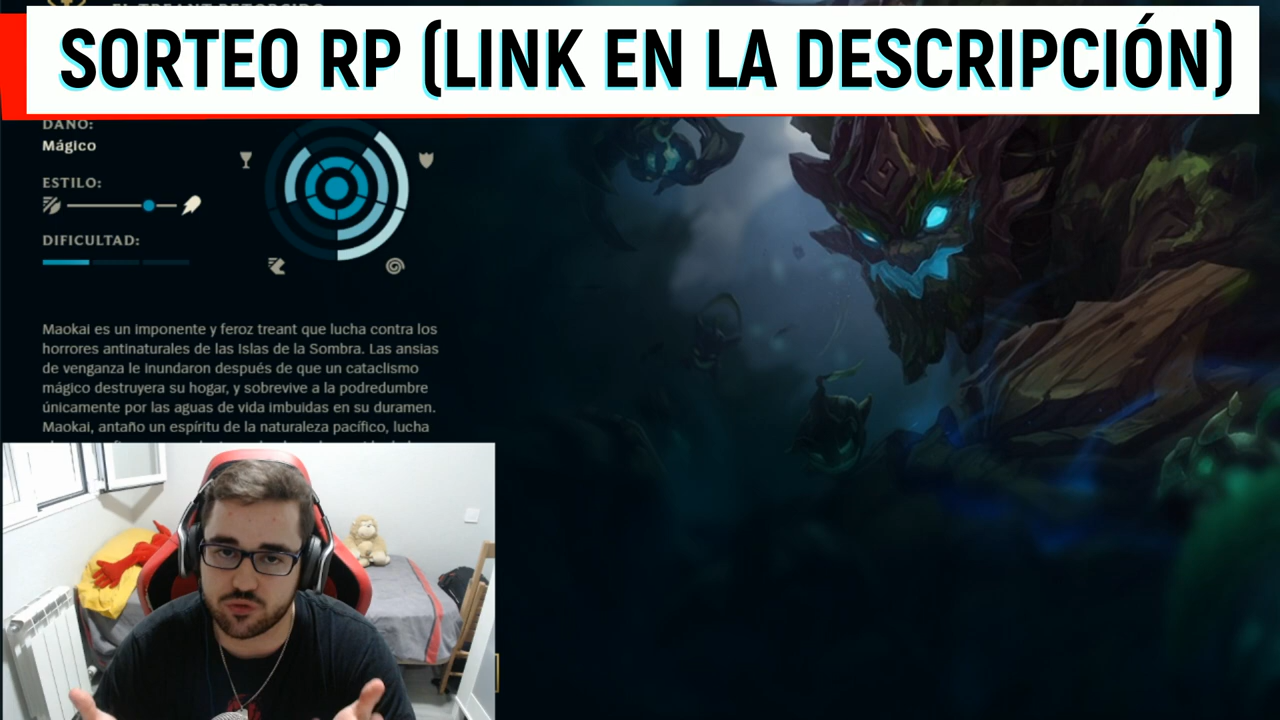 EL TREANT RETORCIDO
SORTEO RP (LINK EN LA DESCRIPCIÓN)
DAÑO:
Mágico
ESTILO:
DIFICULTAD:
Maokai es un imponente y feroz treant que lucha contra los
horrores antinaturales de las Islas de la Sombra. Las ansias
de venganza le inundaron después de que un cataclismo
mágico destruyera su hogar, y sobrevive a la podredumbre
únicamente por las aguas de vida imbuidas en su duramen.
Maokai, antaño un espíritu de la naturaleza pacífico, lucha